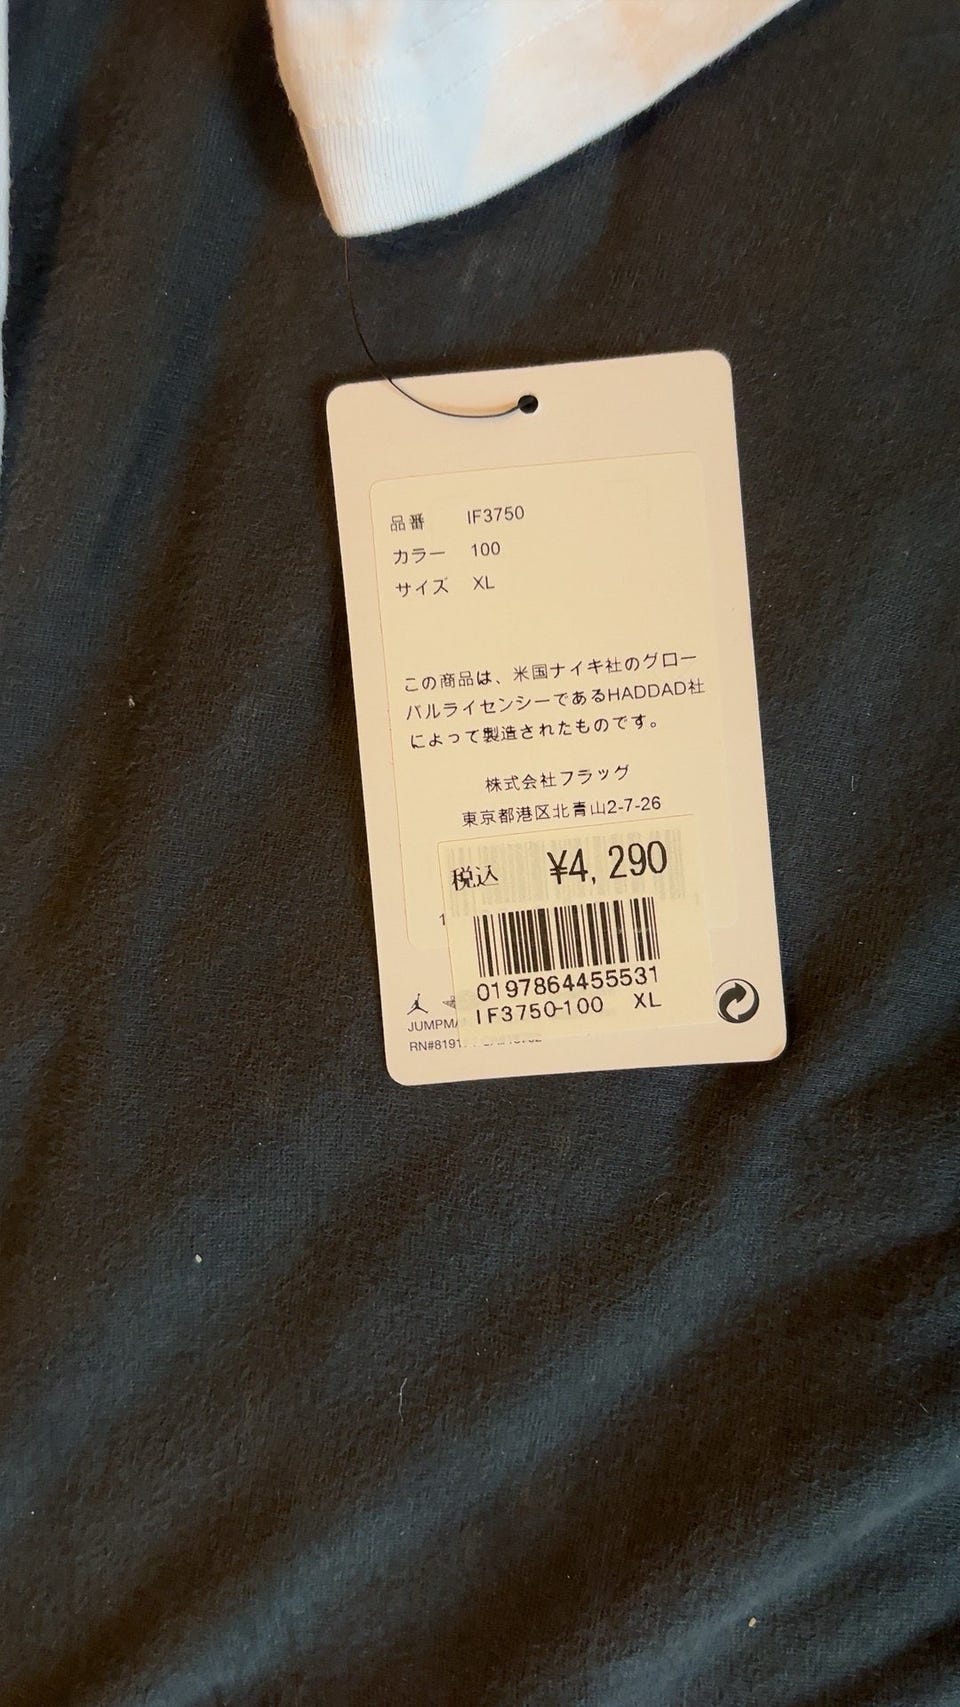 品番 IF3750
カラー 100
サイズ XL
この商品は、米国ナイキ社のグロー
バルライセンシーであるHADDAD社
によって製造されたものです。
株式会社フラッグ
東京都港区北青山2-7-26
税込 ¥4,290
1
0197864455531
IF3750-100 XL
JUMPMA
RN#8191